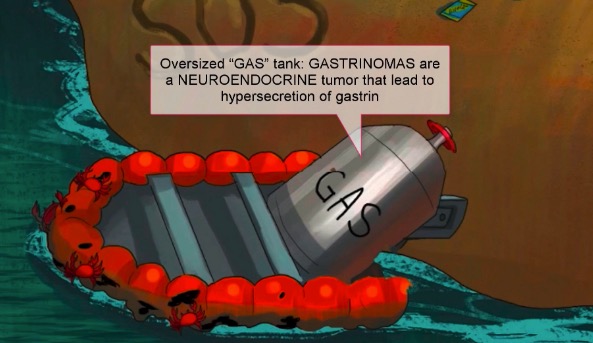 SOS
Oversized “GAS” tank: GASTRINOMAS are
a NEUROENDOCRINE tumor that lead to
hypersecretion of gastrin
GAS